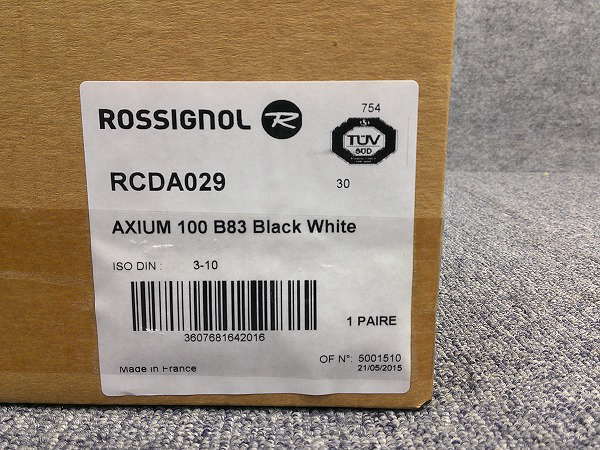 ROSSIGNOL R
754
TÜV
SÜD
RCDA029
30
AXIUM 100 B83 Black White
ISO DIN : 3-10
3607681642016
1 PAIRE
Made in France
OF N°: 5001510
21/05/2015